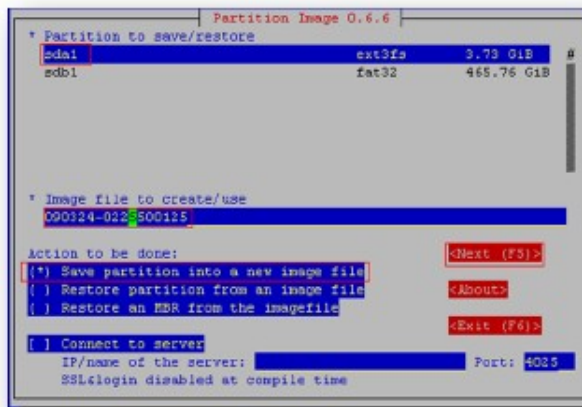 Partition Image 0.6.6
* Partition to save/restore
sda1 ext3fs 3.73 GiB #
sdb1 fat32 465.76 GiB
* Image file to create/use
090324-022S500125
Action to be done:
<Next (F5)>
(*) Save partition into a new image file
( ) Restore partition from an image file
<About>
( ) Restore an MBR from the imagefile
<Exit (F6)>
[ ] Connect to server
IP/name of the server: Port: 4025
SSL&login disabled at compile time